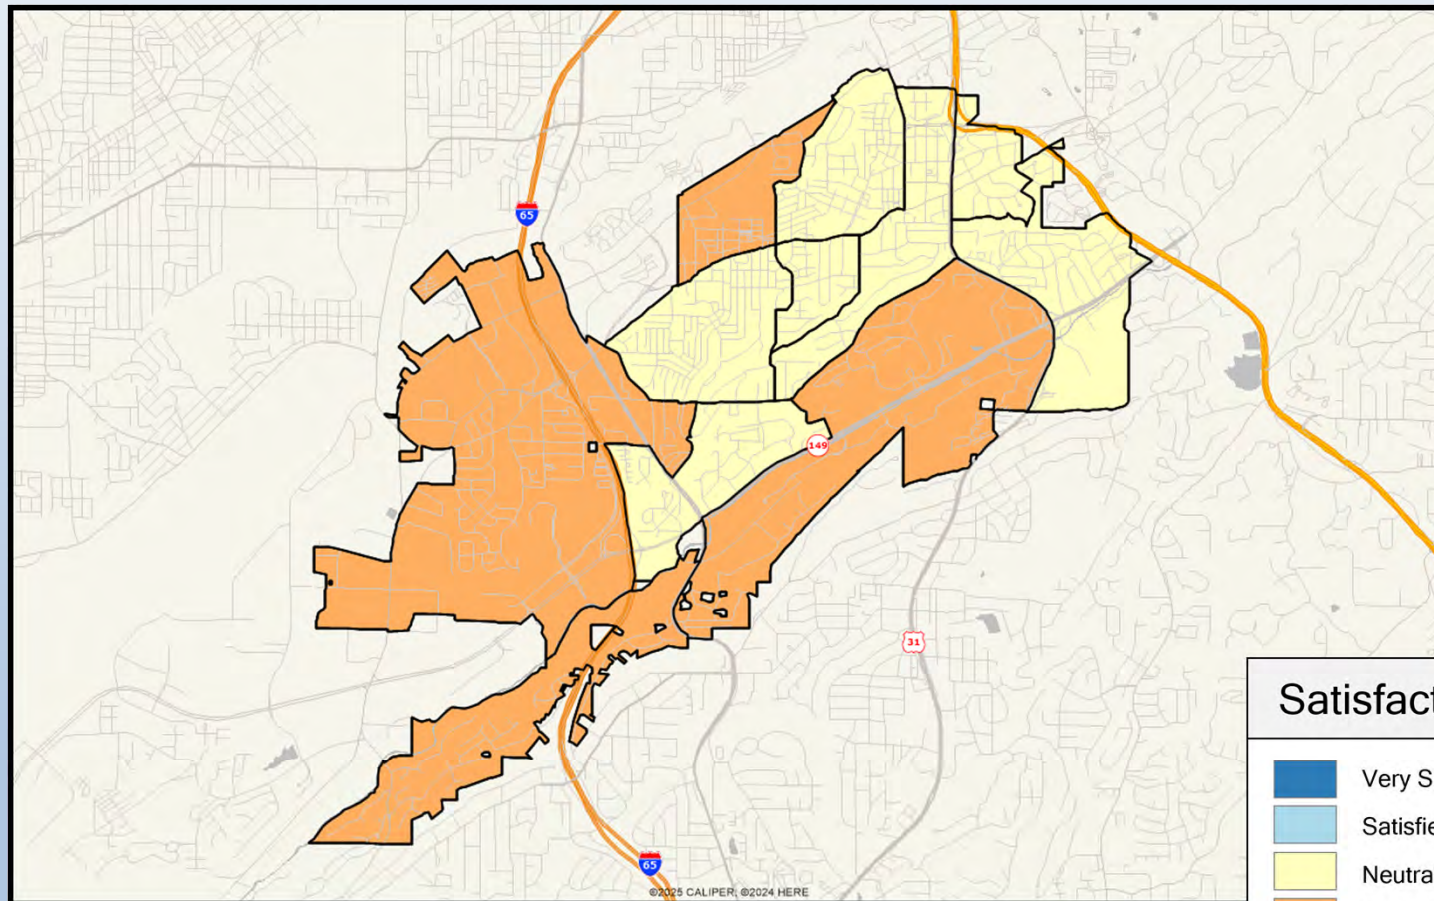 65
149
31
Satisfact
Very S
Satisfie
Neutra
65
©2025 CALIPER; ©2024 HERE